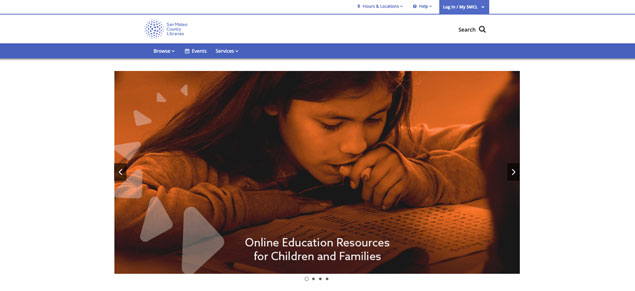 Hours & Locations
Help
Log In / My SMCL
San Mateo
County
Libraries
Search
Browse
Events
Services
Online Education Resources
for Children and Families